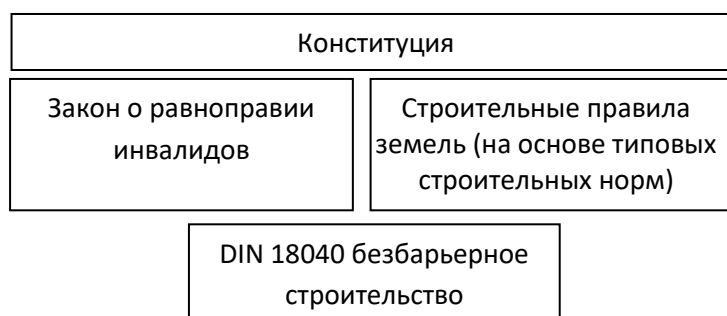 Конституция
Закон о равноправии
инвалидов
Строительные правила
земель (на основе типовых
строительных норм)
DIN 18040 безбарьерное
строительство